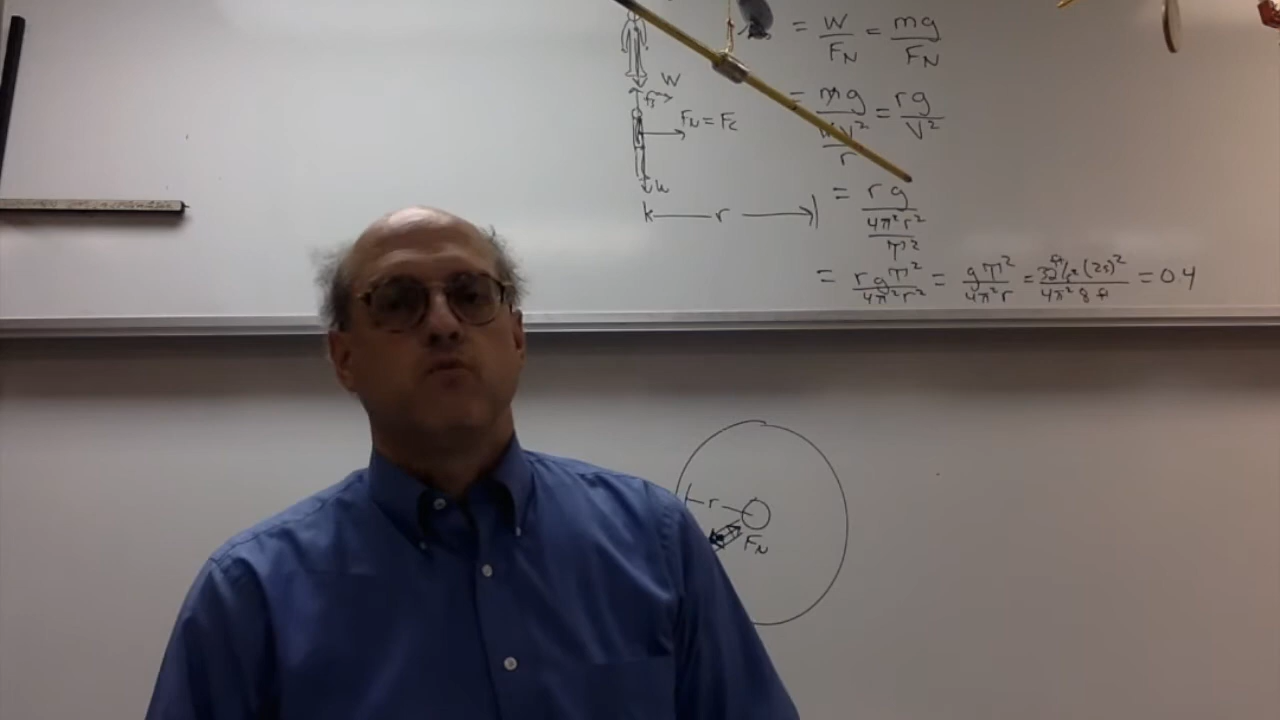 = W/F_N = mg/F_N
W
f_s
= mg/(mv²/r) = rg/v²
F_N = F_c
W
= rg/(4π²r²/T²)
r
= rgT²/4π²r² = gT²/4π²r = 32 ft/s² (2s)²/4π² 8 ft = 0.4
r
F_N